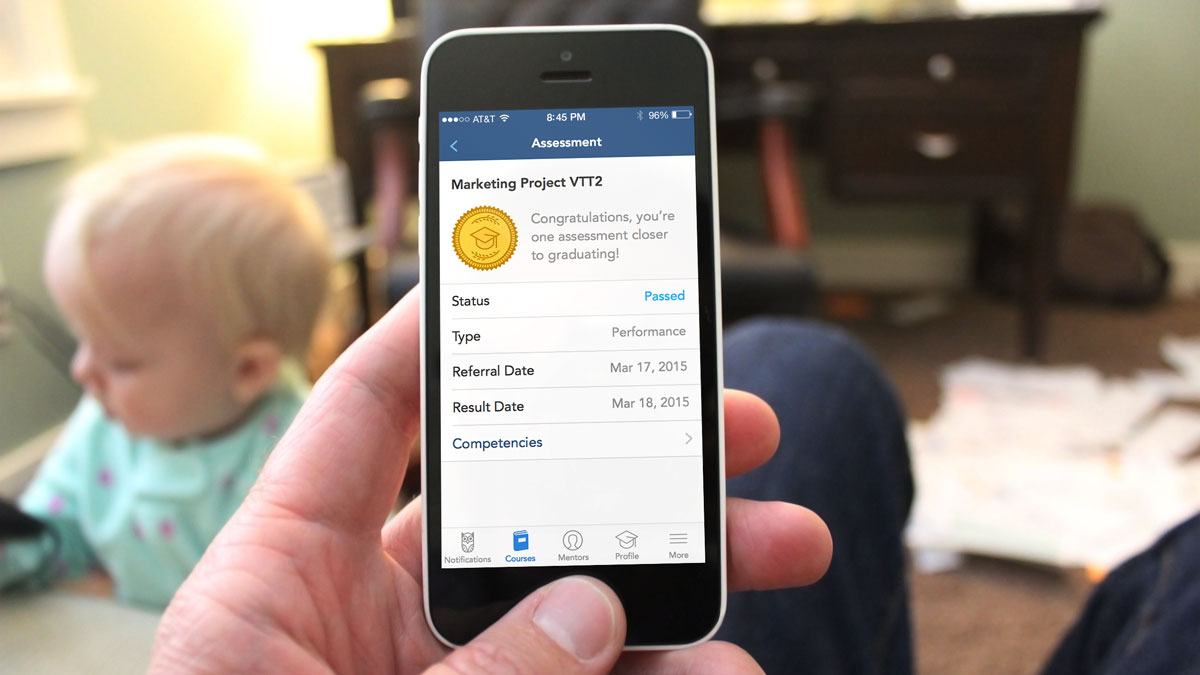 AT&T 8:45 PM 96%
Assessment
Marketing Project VTT2
Congratulations, you're
one assessment closer
to graduating!
Status Passed
Type Performance
Referral Date Mar 17, 2015
Result Date Mar 18, 2015
Competencies
Notifications Courses Mentors Profile More